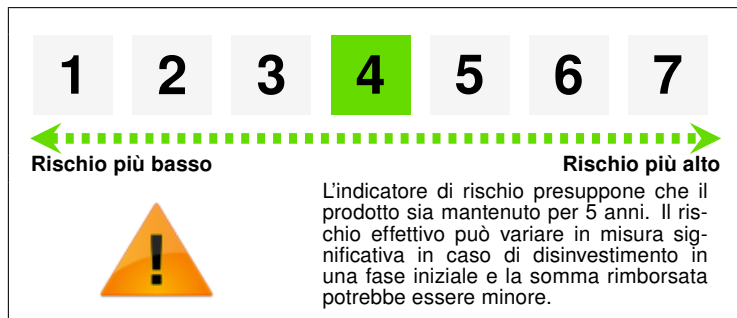 1 2 3 4 5 6 7
Rischio più basso Rischio più alto
L'indicatore di rischio presuppone che il
prodotto sia mantenuto per 5 anni. Il ris-
chio effettivo può variare in misura sig-
nificativa in caso di disinvestimento in
una fase iniziale e la somma rimborsata
potrebbe essere minore.